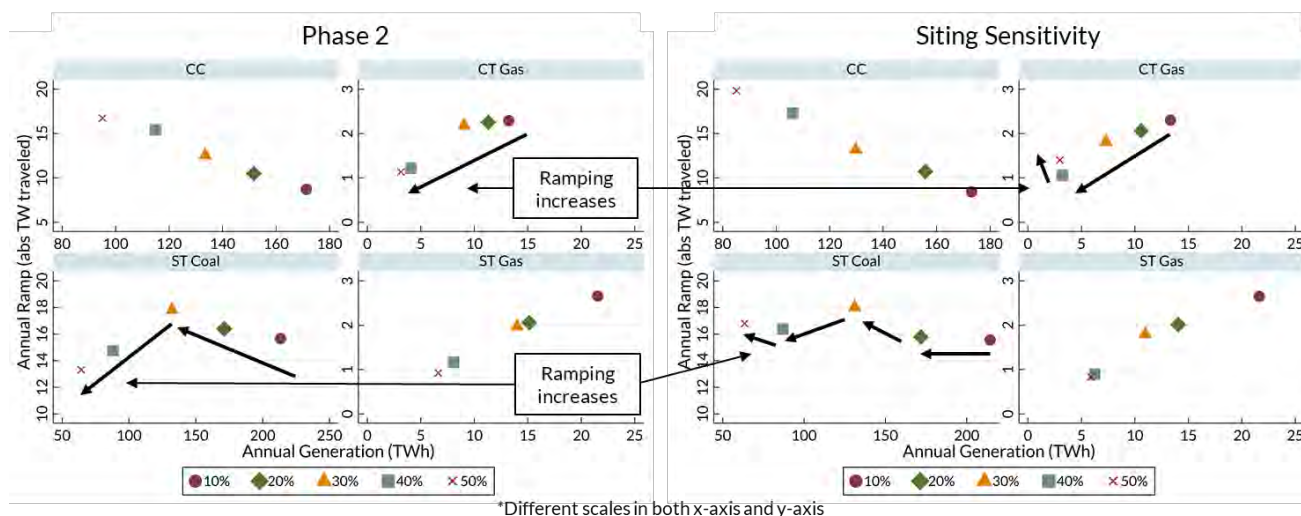 Phase 2
Siting Sensitivity
CC
CT Gas
CC
CT Gas
Annual Ramp (abs TW traveled)
20
15
10
5
80 100 120 140 160 180
3
2
1
0
0 5 10 15 20 25
Ramping
increases
20
15
10
5
80 100 120 140 160 180
3
2
1
0
0 5 10 15 20 25
Annual Ramp (abs TW traveled)
ST Coal
ST Gas
ST Coal
ST Gas
20
18
16
14
12
10
50 100 150 200 250
3
2
1
0
0 5 10 15 20 25
Ramping
increases
20
18
16
14
12
10
50 100 150 200 250
3
2
1
0
0 5 10 15 20 25
Annual Generation (TWh)
Annual Generation (TWh)
10% 20% 30% 40% 50%
10% 20% 30% 40% 50%
*Different scales in both x-axis and y-axis